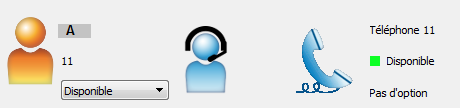 A
11
Disponible
Téléphone 11
Disponible
Pas d'option